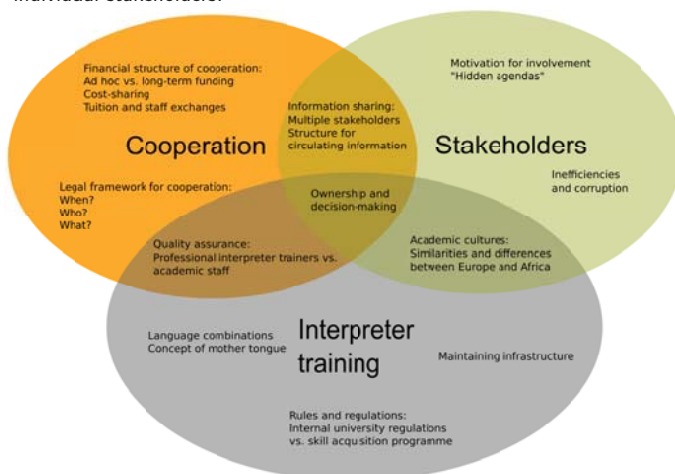 individual stakeholders.
Financial structure of cooperation:
Ad hoc vs. long-term funding
Cost-sharing
Tuition and staff exchanges
Motivation for involvement
"Hidden agendas"
Information sharing:
Multiple stakeholders
Structure for
circulating information
Cooperation
Stakeholders
Inefficiencies
and corruption
Legal framework for cooperation:
When?
Who?
What?
Ownership and
decision-making
Quality assurance:
Professional interpreter trainers vs.
academic staff
Academic cultures:
Similarities and differences
between Europe and Africa
Language combinations
Concept of mother tongue
Interpreter
training
Maintaining infrastructure
Rules and regulations:
Internal university regulations
vs. skill acquisition programme